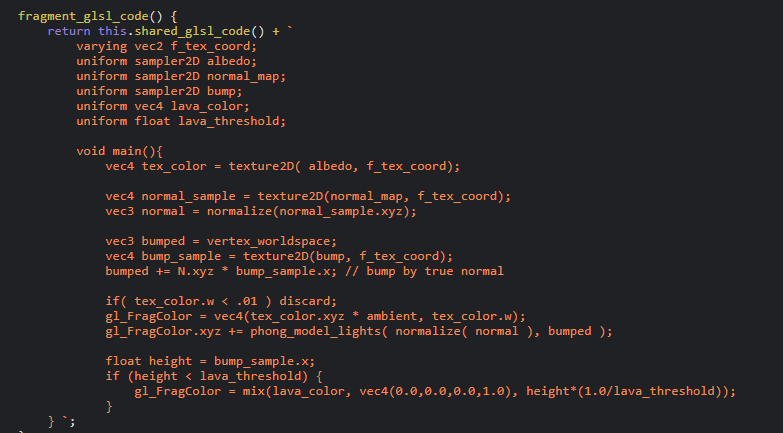 fragment_glsl_code() {
return this.shared_glsl_code() + `
varying vec2 f_tex_coord;
uniform sampler2D albedo;
uniform sampler2D normal_map;
uniform sampler2D bump;
uniform vec4 lava_color;
uniform float lava_threshold;
void main(){
vec4 tex_color = texture2D( albedo, f_tex_coord);
vec4 normal_sample = texture2D(normal_map, f_tex_coord);
vec3 normal = normalize(normal_sample.xyz);
vec3 bumped = vertex_worldspace;
vec4 bump_sample = texture2D(bump, f_tex_coord);
bumped += N.xyz * bump_sample.x; // bump by true normal
if( tex_color.w < .01 ) discard;
gl_FragColor = vec4(tex_color.xyz * ambient, tex_color.w);
gl_FragColor.xyz += phong_model_lights( normalize( normal ), bumped );
float height = bump_sample.x;
if (height < lava_threshold) {
gl_FragColor = mix(lava_color, vec4(0.0,0.0,0.0,1.0), height*(1.0/lava_threshold));
}
} `;